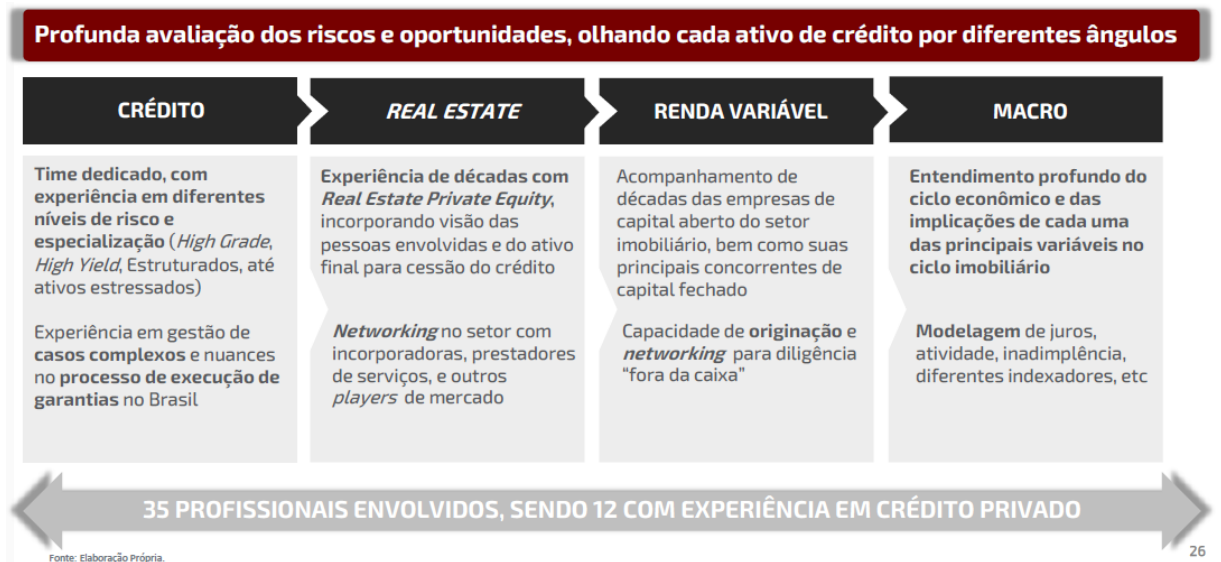 Profunda avaliação dos riscos e oportunidades, olhando cada ativo de crédito por diferentes ângulos
CRÉDITO
Time dedicado, com
experiência em diferentes
níveis de risco e
especialização (High Grade,
High Yield, Estruturados, até
ativos estressados)
Experiência em gestão de
casos complexos e nuances
no processo de execução de
garantias no Brasil
REAL ESTATE
Experiência de décadas com
Real Estate Private Equity,
incorporando visão das
pessoas envolvidas e do ativo
final para cessão do crédito
Networking no setor com
incorporadoras, prestadores
de serviços, e outros
players de mercado
RENDA VARIÁVEL
Acompanhamento de
décadas das empresas de
capital aberto do setor
imobiliário, bem como suas
principais concorrentes de
capital fechado
Capacidade de originação e
networking para diligência
“fora da caixa”
MACRO
Entendimento profundo do
ciclo econômico e das
implicações de cada uma
das principais variáveis no
ciclo imobiliário
Modelagem de juros,
atividade, inadimplência,
diferentes indexadores, etc
35 PROFISSIONAIS ENVOLVIDOS, SENDO 12 COM EXPERIÊNCIA EM CRÉDITO PRIVADO
Fonte: Elaboração Própria.
26